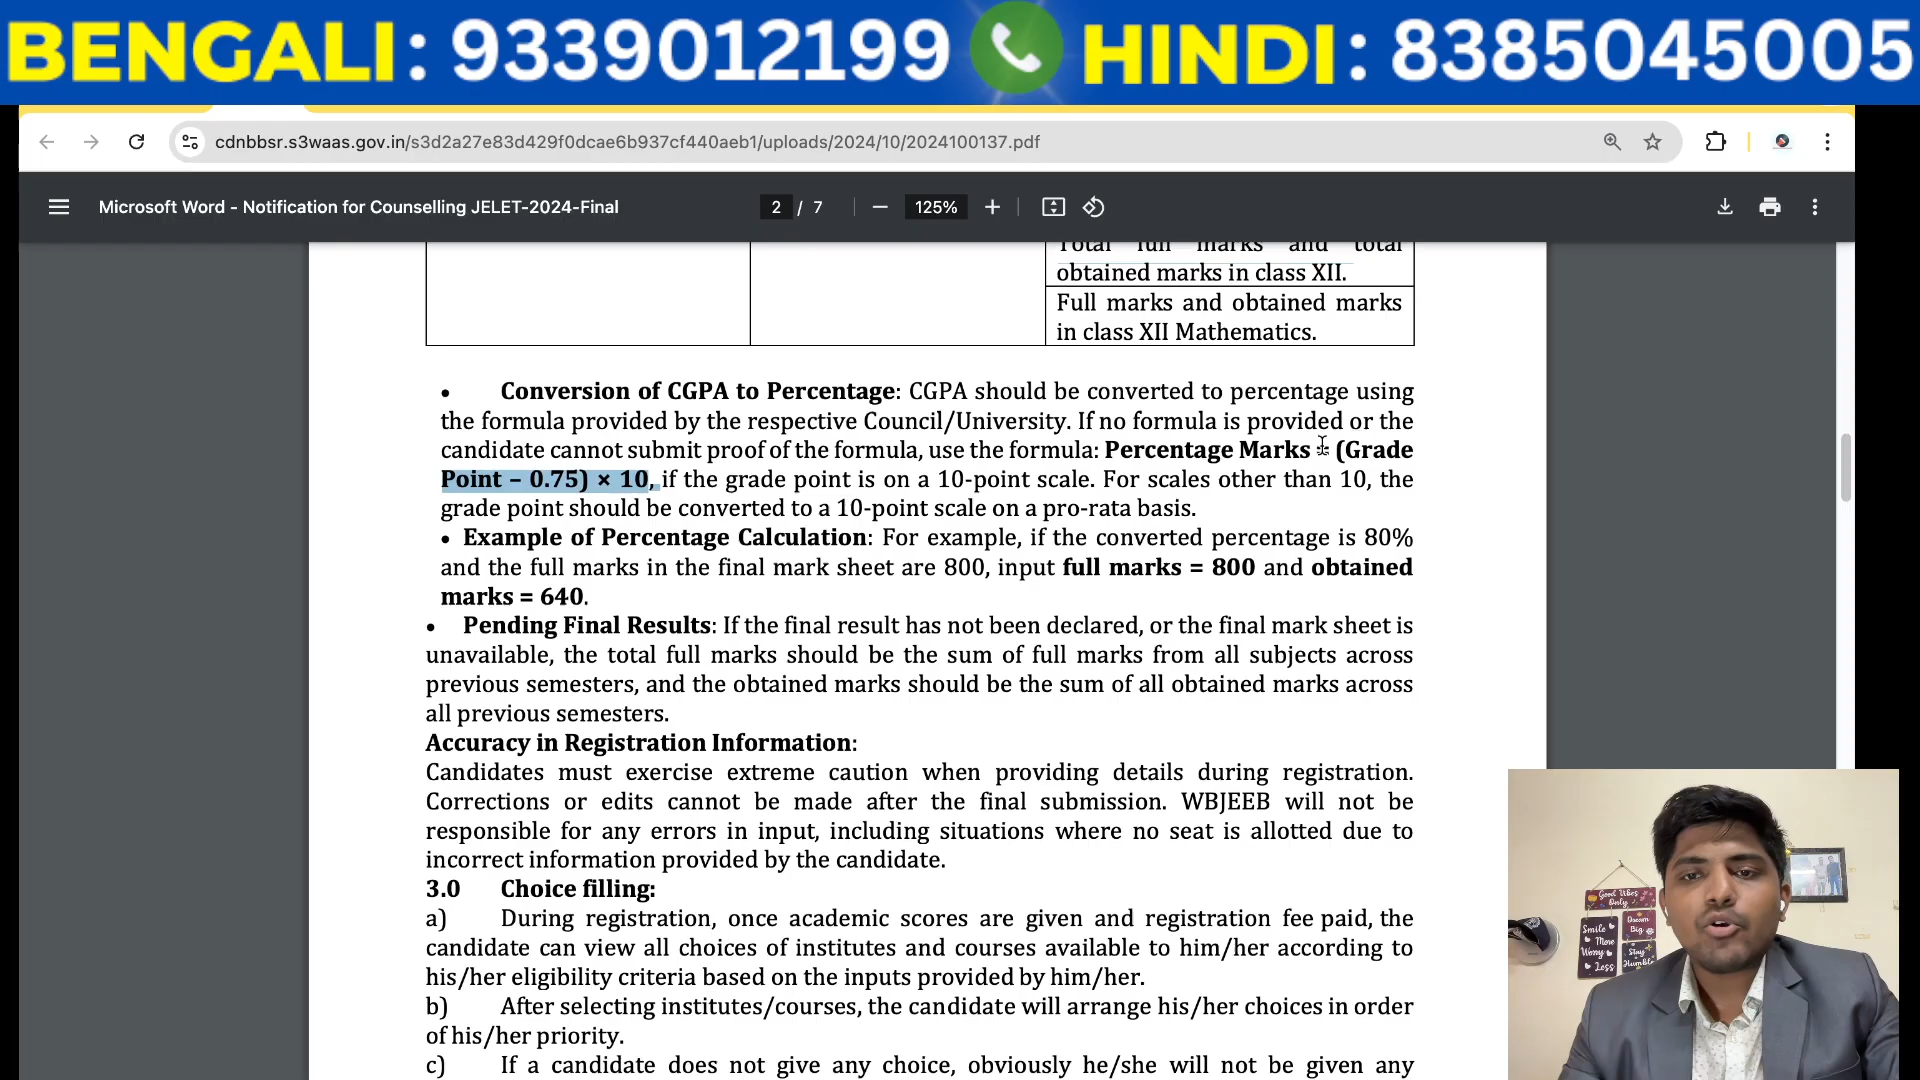 BENGALI: 9339012199 HINDI: 8385045005
cdnbbsr.s3waas.gov.in/s3d2a27e83d429f0dcae6b937cf440aeb1/uploads/2024/10/2024100137.pdf
Microsoft Word - Notification for Counselling JELET-2024-Final
2 / 7
125%
Total full marks and total
obtained marks in class XII.
Full marks and obtained marks
in class XII Mathematics.
• Conversion of CGPA to Percentage: CGPA should be converted to percentage using
the formula provided by the respective Council/University. If no formula is provided or the
candidate cannot submit proof of the formula, use the formula: Percentage Marks = (Grade
Point – 0.75) × 10, if the grade point is on a 10-point scale. For scales other than 10, the
grade point should be converted to a 10-point scale on a pro-rata basis.
• Example of Percentage Calculation: For example, if the converted percentage is 80%
and the full marks in the final mark sheet are 800, input full marks = 800 and obtained
marks = 640.
• Pending Final Results: If the final result has not been declared, or the final mark sheet is
unavailable, the total full marks should be the sum of full marks from all subjects across
previous semesters, and the obtained marks should be the sum of all obtained marks across
all previous semesters.
Accuracy in Registration Information:
Candidates must exercise extreme caution when providing details during registration.
Corrections or edits cannot be made after the final submission. WBJEEB will not be
responsible for any errors in input, including situations where no seat is allotted due to
incorrect information provided by the candidate.
3.0 Choice filling:
a) During registration, once academic scores are given and registration fee paid, the
candidate can view all choices of institutes and courses available to him/her according to
his/her eligibility criteria based on the inputs provided by him/her.
b) After selecting institutes/courses, the candidate will arrange his/her choices in order
of his/her priority.
c) If a candidate does not give any choice, obviously he/she will not be given any
Good Vibes
Only
Smile
More
Worry
Less
Dream
Big
Stay
Humble